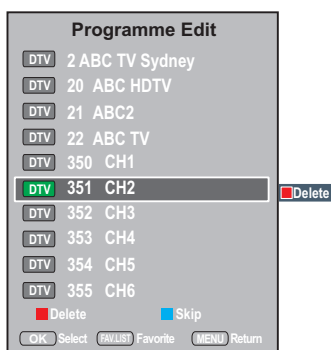 Programme Edit
DTV 2 ABC TV Sydney
DTV 20 ABC HDTV
DTV 21 ABC2
DTV 22 ABC TV
DTV 350 CH1
DTV 351 CH2 Delete
DTV 352 CH3
DTV 353 CH4
DTV 354 CH5
DTV 355 CH6
Delete Skip
OK Select FAV.LIST Favorite MENU Return